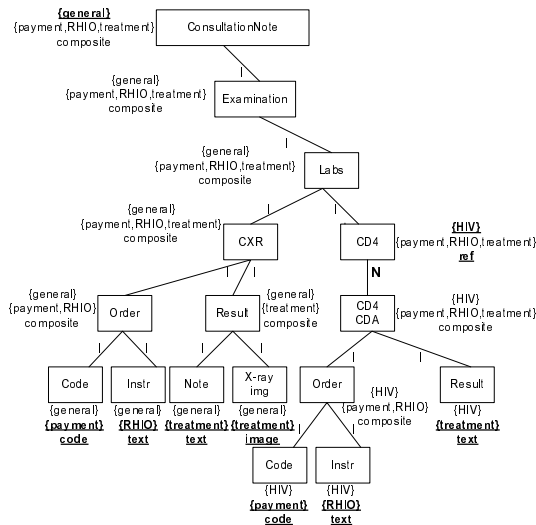 {general}
{payment,RHIO,treatment}
composite
ConsultationNote
I
{general}
{payment,RHIO,treatment}
composite
Examination
I
{general}
{payment,RHIO,treatment}
composite
Labs
I
I
{general}
{payment,RHIO,treatment}
composite
CXR
CD4
{HIV}
{payment,RHIO,treatment}
ref
I
I
N
{general}
{payment,RHIO}
composite
Order
Result
{general}
{treatment}
composite
CD4
CDA
{HIV}
{payment,RHIO,treatment}
composite
I
I
I
I
I
I
Code
{general}
{payment}
code
Instr
{general}
{RHIO}
text
Note
{general}
{treatment}
text
X-ray
img
{general}
{treatment}
image
Order
{HIV}
{payment,RHIO}
composite
Result
{HIV}
{treatment}
text
I
I
Code
{HIV}
{payment}
code
Instr
{HIV}
{RHIO}
text